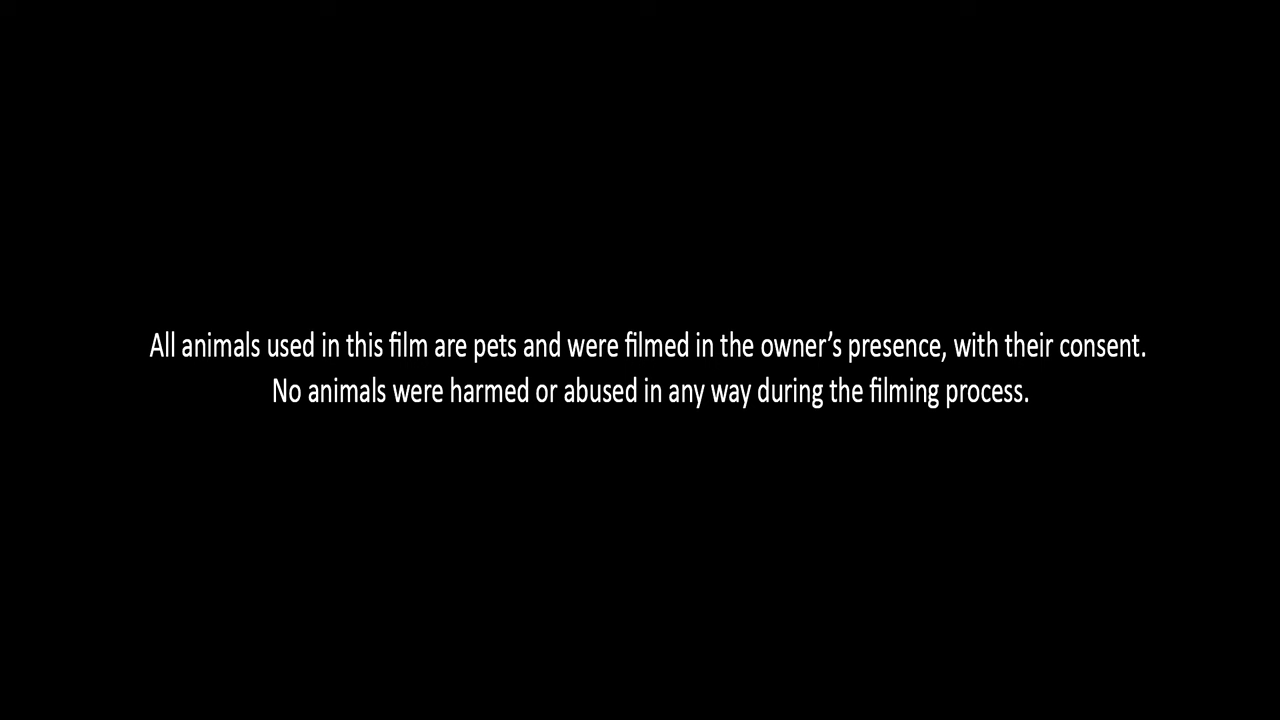 All animals used in this film are pets and were filmed in the owner’s presence, with their consent.
No animals were harmed or abused in any way during the filming process.